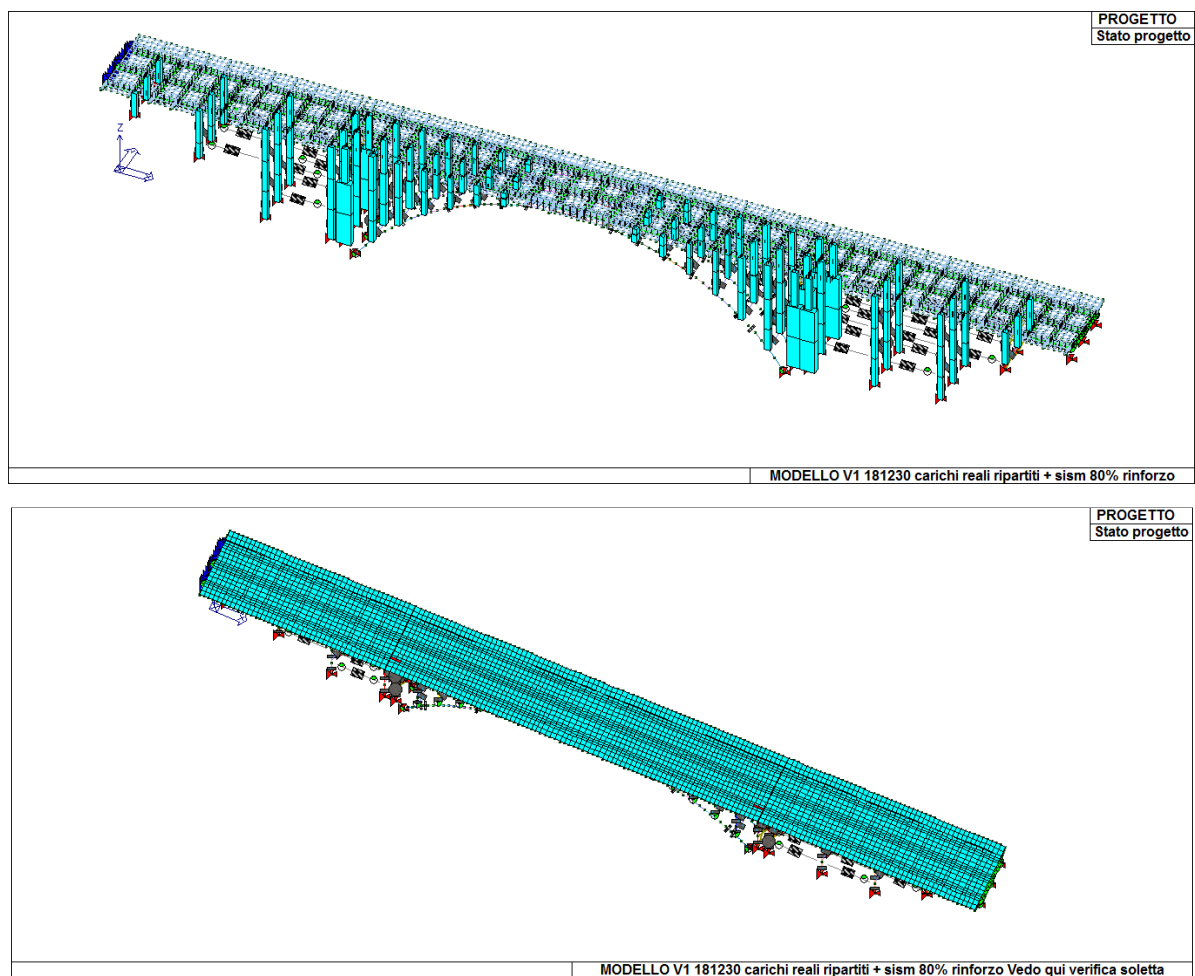 PROGETTO
Stato progetto
Z
MODELLO V1 181230 carichi reali ripartiti + sism 80% rinforzo
PROGETTO
Stato progetto
MODELLO V1 181230 carichi reali ripartiti + sism 80% rinforzo Vedo qui verifica soletta